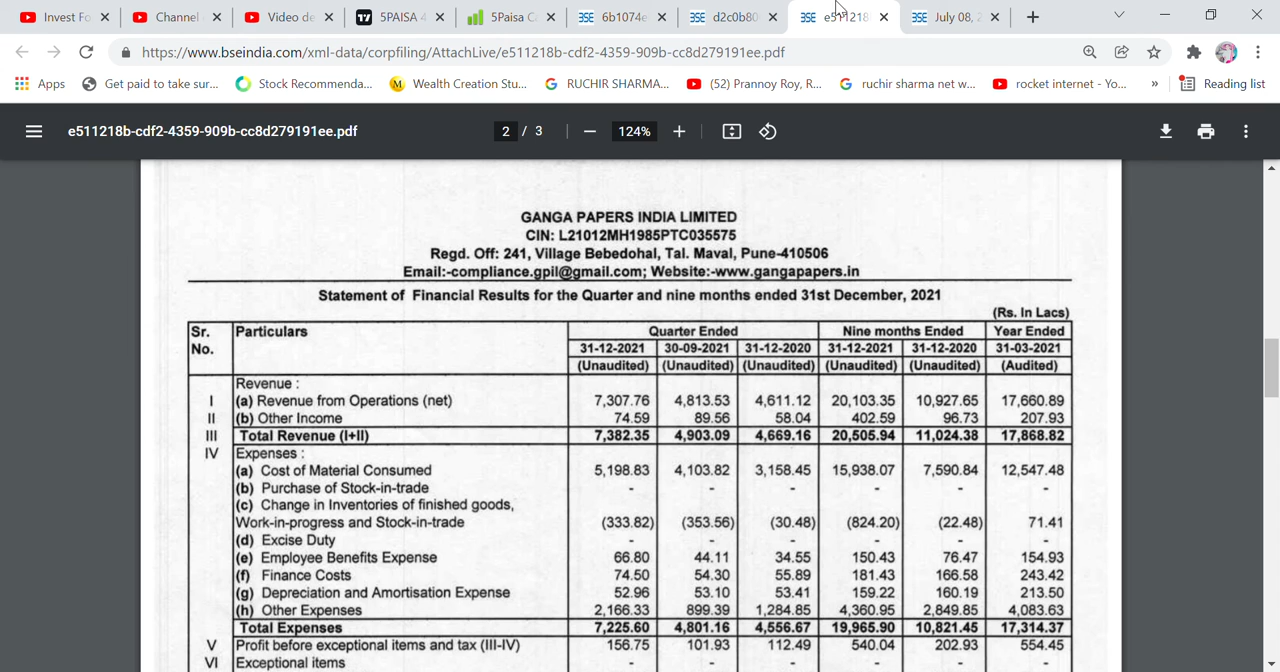 Invest Fo
Channel
Video de
5PAISA 4
5Paisa Ca
6b1074e
d2c0b80
e511218
July 08, 2
https://www.bseindia.com/xml-data/corpfiling/AttachLive/e511218b-cdf2-4359-909b-cc8d279191ee.pdf
Apps
Get paid to take sur...
Stock Recommenda...
M Wealth Creation Stu...
RUCHIR SHARMA...
(52) Prannoy Roy, R...
ruchir sharma net w...
rocket internet - Yo...
»
Reading list
e511218b-cdf2-4359-909b-cc8d279191ee.pdf
2 / 3
124%
GANGA PAPERS INDIA LIMITED
CIN: L21012MH1985PTC035575
Regd. Off: 241, Village Bebedohal, Tal. Maval, Pune-410506
Email:-compliance.gpil@gmail.com; Website:-www.gangapapers.in
Statement of Financial Results for the Quarter and nine months ended 31st December, 2021
(Rs. In Lacs)
Sr. No. Particulars Quarter Ended Nine months Ended Year Ended
31-12-2021 30-09-2021 31-12-2020 31-12-2021 31-12-2020 31-03-2021
(Unaudited) (Unaudited) (Unaudited) (Unaudited) (Unaudited) (Audited)
Revenue :
I (a) Revenue from Operations (net) 7,307.76 4,813.53 4,611.12 20,103.35 10,927.65 17,660.89
II (b) Other Income 74.59 89.56 58.04 402.59 96.73 207.93
III Total Revenue (I+II) 7,382.35 4,903.09 4,669.16 20,505.94 11,024.38 17,868.82
IV Expenses :
(a) Cost of Material Consumed 5,198.83 4,103.82 3,158.45 15,938.07 7,590.84 12,547.48
(b) Purchase of Stock-in-trade - - - - - -
(c) Change in Inventories of finished goods,
Work-in-progress and Stock-in-trade (333.82) (353.56) (30.48) (824.20) (22.48) 71.41
(d) Excise Duty - - - - - -
(e) Employee Benefits Expense 66.80 44.11 34.55 150.43 76.47 154.93
(f) Finance Costs 74.50 54.30 55.89 181.43 166.58 243.42
(g) Depreciation and Amortisation Expense 52.96 53.10 53.41 159.22 160.19 213.50
(h) Other Expenses 2,166.33 899.39 1,284.85 4,360.95 2,849.85 4,083.63
Total Expenses 7,225.60 4,801.16 4,556.67 19,965.90 10,821.45 17,314.37
V Profit before exceptional items and tax (III-IV) 156.75 101.93 112.49 540.04 202.93 554.45
VI Exceptional items - - - - - -